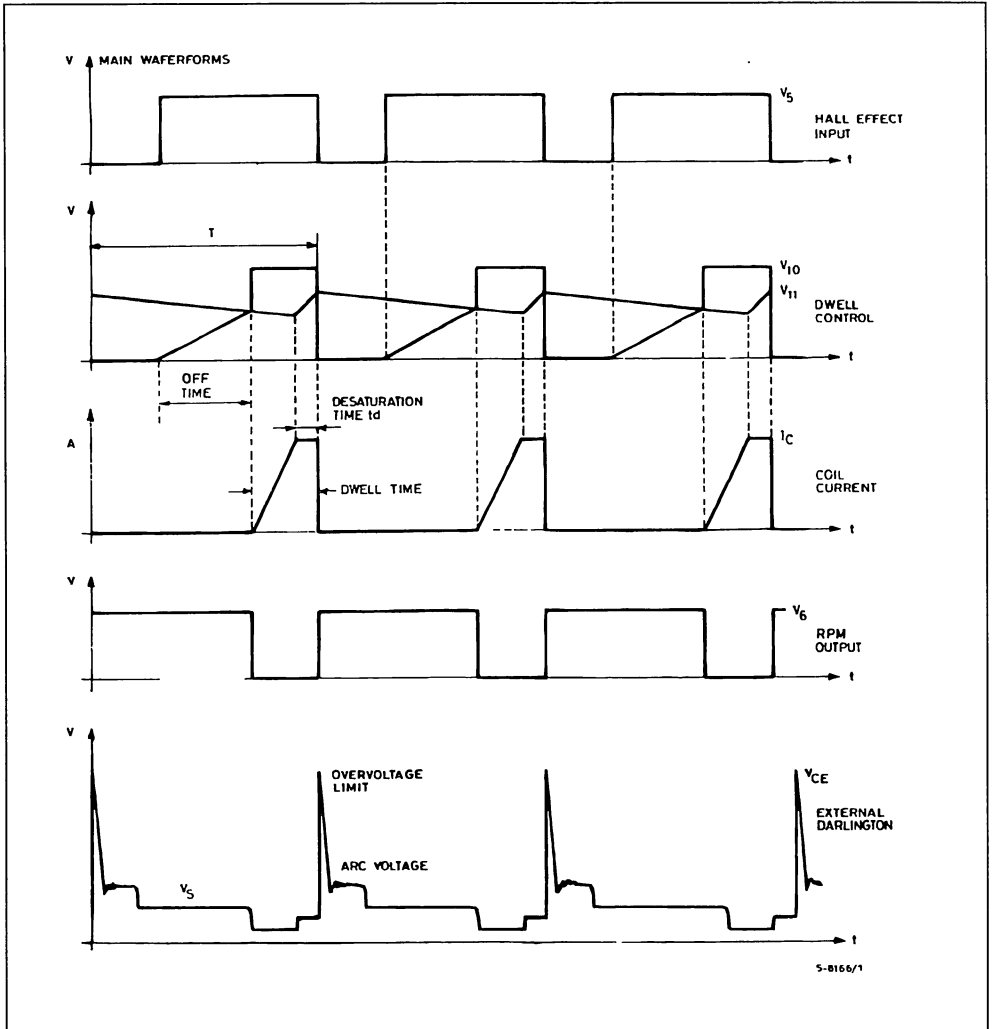 V MAIN WAFERFORMS
V5
HALL EFFECT
INPUT
t
V
T
V10
V11
DWELL
CONTROL
t
OFF
TIME
DESATURATION
TIME td
A
IC
COIL
CURRENT
DWELL TIME
t
V
V6
RPM
OUTPUT
t
V
OVERVOLTAGE
LIMIT
VCE
EXTERNAL
DARLINGTON
ARC VOLTAGE
VS
t
S-8166/1